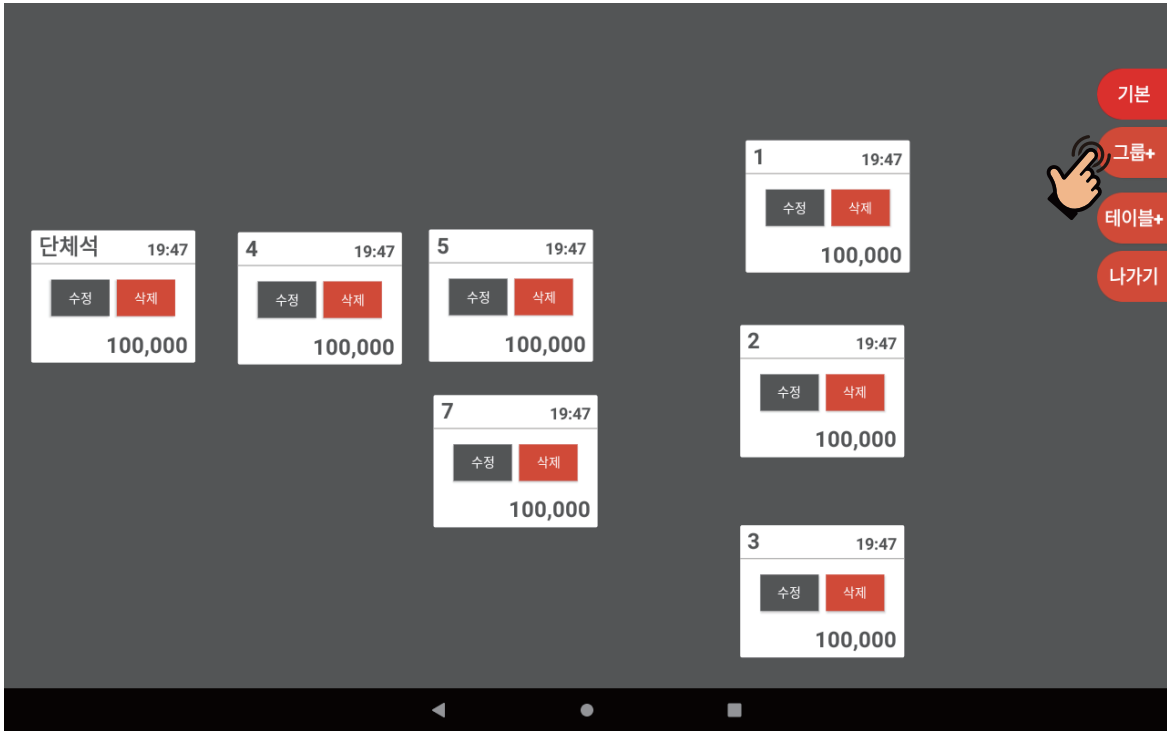 기본
그룹+
테이블+
나가기
1 19:47
수정 삭제
100,000
단체석 19:47
수정 삭제
100,000
4 19:47
수정 삭제
100,000
5 19:47
수정 삭제
100,000
2 19:47
수정 삭제
100,000
7 19:47
수정 삭제
100,000
3 19:47
수정 삭제
100,000